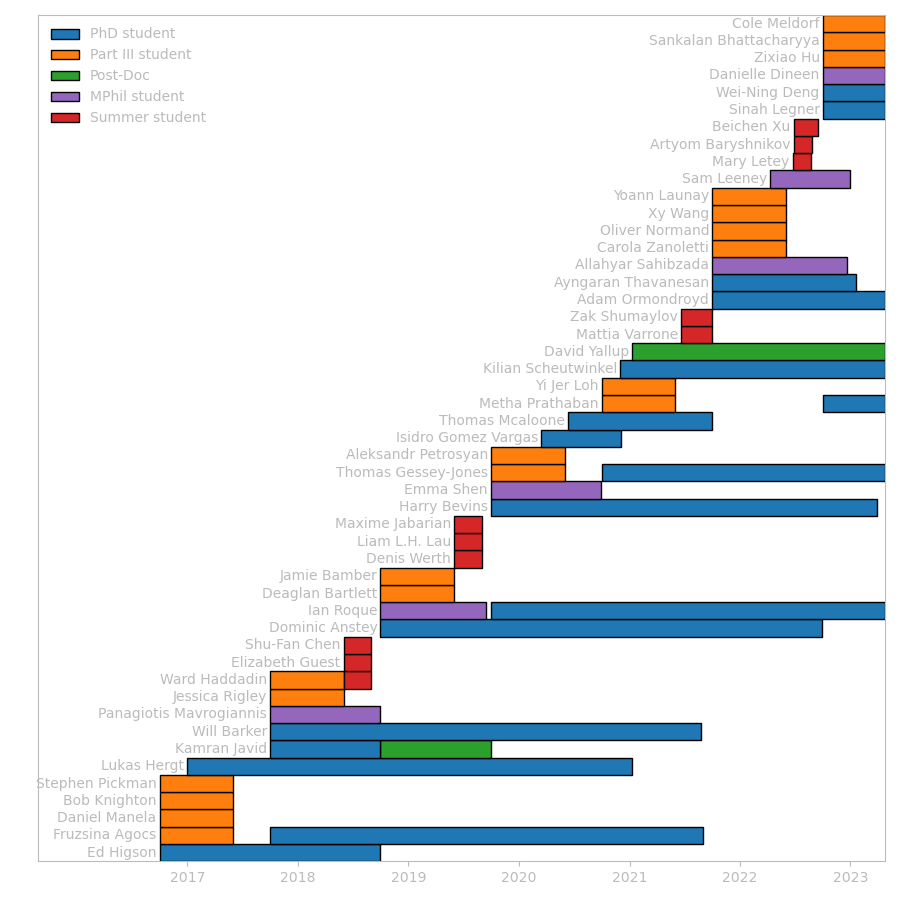 PhD student
Part III student
Post-Doc
MPhil student
Summer student
Cole Meldorf
Sankalan Bhattacharyya
Zixiao Hu
Danielle Dineen
Wei-Ning Deng
Sinah Legner
Beichen Xu
Artyom Baryshnikov
Mary Letey
Sam Leeney
Yoann Launay
Xy Wang
Oliver Normand
Carola Zanoletti
Allahyar Sahibzada
Ayngaran Thavanesan
Adam Ormondroyd
Zak Shumaylov
Mattia Varrone
David Yallup
Kilian Scheutwinkel
Yi Jer Loh
Metha Prathaban
Thomas Mcaloone
Isidro Gomez Vargas
Aleksandr Petrosyan
Thomas Gessey-Jones
Emma Shen
Harry Bevins
Maxime Jabarian
Liam L.H. Lau
Denis Werth
Jamie Bamber
Deaglan Bartlett
Ian Roque
Dominic Anstey
Shu-Fan Chen
Elizabeth Guest
Ward Haddadin
Jessica Rigley
Panagiotis Mavrogiannis
Will Barker
Kamran Javid
Lukas Hergt
Stephen Pickman
Bob Knighton
Daniel Manela
Fruzsina Agocs
Ed Higson
2017 2018 2019 2020 2021 2022 2023